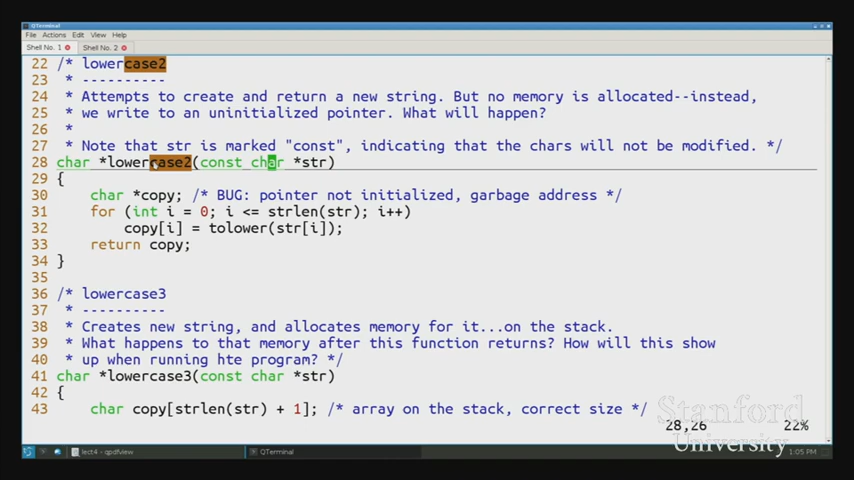 QTerminal
File Actions Edit View Help
Shell No. 1 Shell No. 2
22 /* lowercase2
23 * ----------
24 * Attempts to create and return a new string. But no memory is allocated--instead,
25 * we write to an uninitialized pointer. What will happen?
26 *
27 * Note that str is marked "const", indicating that the chars will not be modified. */
28 char *lowercase2(const char *str)
29 {
30 char *copy; /* BUG: pointer not initialized, garbage address */
31 for (int i = 0; i <= strlen(str); i++)
32 copy[i] = tolower(str[i]);
33 return copy;
34 }
35
36 /* lowercase3
37 * ----------
38 * Creates new string, and allocates memory for it...on the stack.
39 * What happens to that memory after this function returns? How will this show
40 * up when running hte program? */
41 char *lowercase3(const char *str)
42 {
43 char copy[strlen(str) + 1]; /* array on the stack, correct size */
28,26 22%
Stanford
University
lect4 - qpdfview QTerminal 1:05 PM